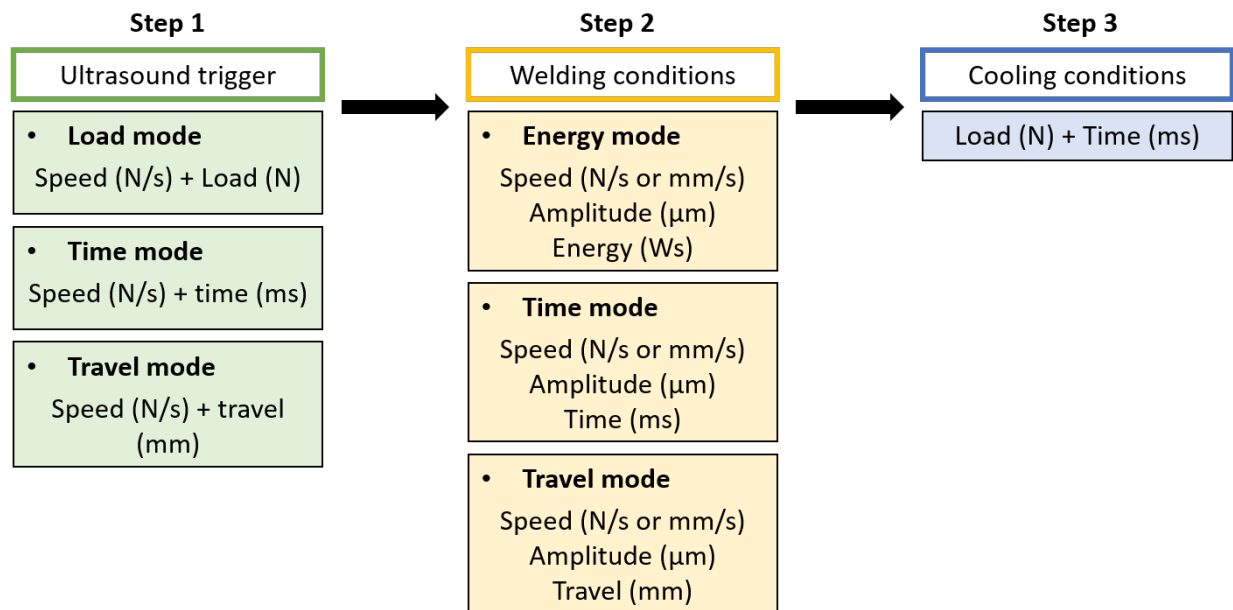 Step 1
Ultrasound trigger
• Load mode
Speed (N/s) + Load (N)
• Time mode
Speed (N/s) + time (ms)
• Travel mode
Speed (N/s) + travel
(mm)
Step 2
Welding conditions
• Energy mode
Speed (N/s or mm/s)
Amplitude (μm)
Energy (Ws)
• Time mode
Speed (N/s or mm/s)
Amplitude (μm)
Time (ms)
• Travel mode
Speed (N/s or mm/s)
Amplitude (μm)
Travel (mm)
Step 3
Cooling conditions
Load (N) + Time (ms)